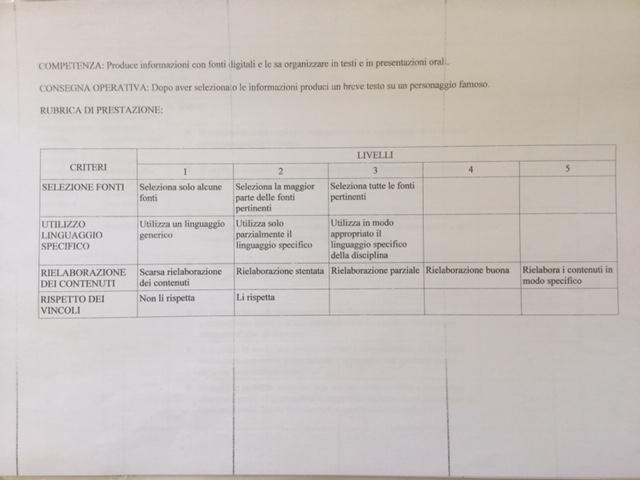 COMPETENZA: Produce informazioni con fonti digitali e le sa organizzare in testi e in presentazioni orali.
CONSEGNA OPERATIVA: Dopo aver selezionato le informazioni produci un breve testo su un personaggio famoso.
RUBRICA DI PRESTAZIONE:
CRITERI
LIVELLI
1 2 3 4 5
SELEZIONE FONTI
Seleziona solo alcune
fonti
Seleziona la maggior
parte delle fonti
pertinenti
Seleziona tutte le fonti
pertinenti
UTILIZZO
LINGUAGGIO
SPECIFICO
Utilizza un linguaggio
generico
Utilizza solo
parzialmente il
linguaggio specifico
Utilizza in modo
appropriato il
linguaggio specifico
della disciplina
RIELABORAZIONE
DEI CONTENUTI
Scarsa rielaborazione
dei contenuti
Rielaborazione stentata
Rielaborazione parziale
Rielaborazione buona
Rielabora i contenuti in
modo specifico
RISPETTO DEI
VINCOLI
Non li rispetta
Li rispetta